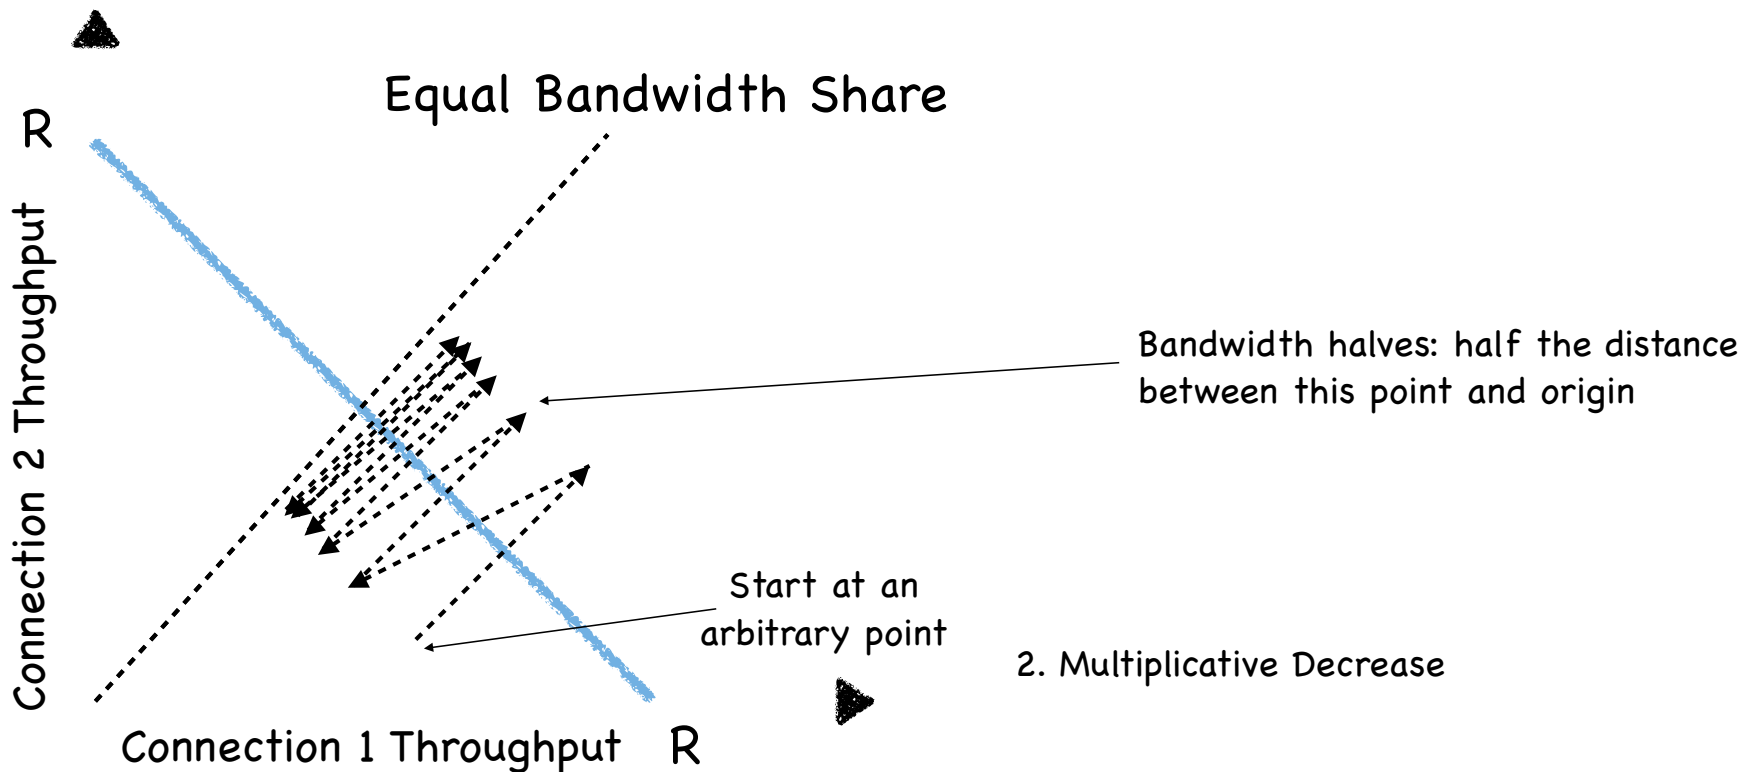 Equal Bandwidth Share
R
Connection 2 Throughput
Bandwidth halves: half the distance
between this point and origin
Start at an
arbitrary point
2. Multiplicative Decrease
Connection 1 Throughput
R